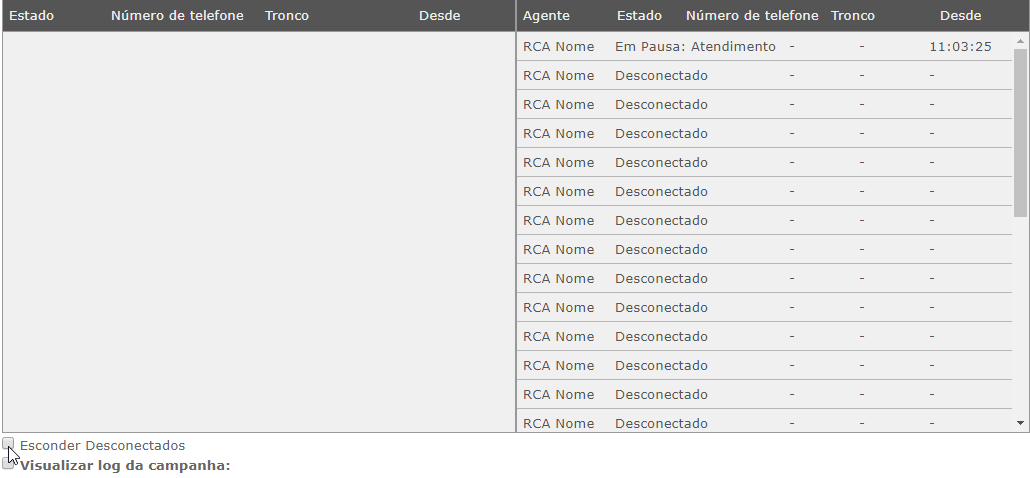 Estado Número de telefone Tronco Desde Agente Estado Número de telefone Tronco Desde
RCA Nome Em Pausa: Atendimento - - 11:03:25
RCA Nome Desconectado - - -
RCA Nome Desconectado - - -
RCA Nome Desconectado - - -
RCA Nome Desconectado - - -
RCA Nome Desconectado - - -
RCA Nome Desconectado - - -
RCA Nome Desconectado - - -
RCA Nome Desconectado - - -
RCA Nome Desconectado - - -
RCA Nome Desconectado - - -
RCA Nome Desconectado - - -
RCA Nome Desconectado - - -
RCA Nome Desconectado - - -
Esconder Desconectados
Visualizar log da campanha: